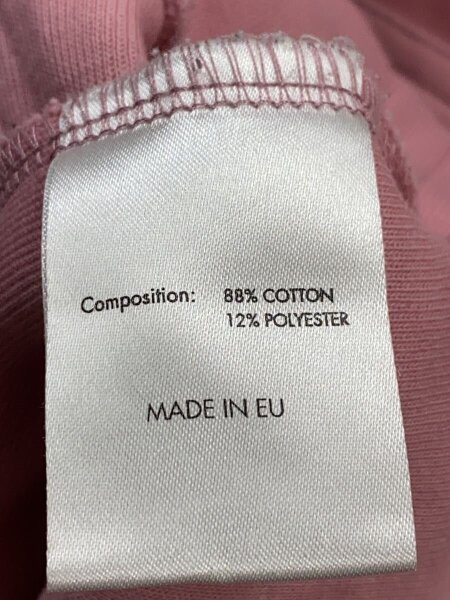 Composition: 88% COTTON
12% POLYESTER
MADE IN EU